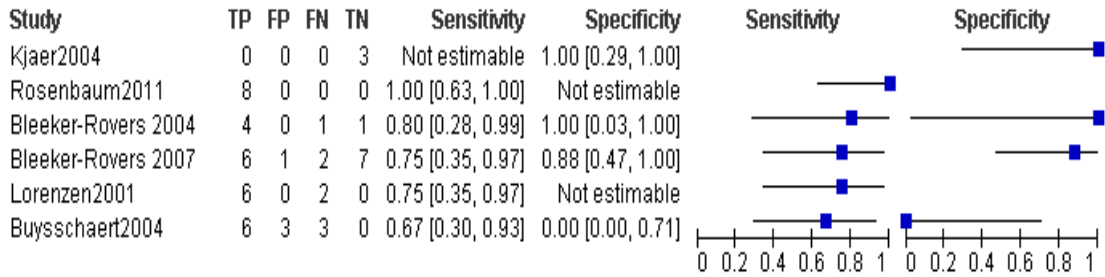 Study TP FP FN TN Sensitivity Specificity Sensitivity Specificity
Kjaer2004 0 0 0 3 Not estimable 1.00 [0.29, 1.00]
Rosenbaum2011 8 0 0 0 1.00 [0.63, 1.00] Not estimable
Bleeker-Rovers 2004 4 0 1 1 0.80 [0.28, 0.99] 1.00 [0.03, 1.00]
Bleeker-Rovers 2007 6 1 2 7 0.75 [0.35, 0.97] 0.88 [0.47, 1.00]
Lorenzen2001 6 0 2 0 0.75 [0.35, 0.97] Not estimable
Buysschaert2004 6 3 3 0 0.67 [0.30, 0.93] 0.00 [0.00, 0.71]
0 0.2 0.4 0.6 0.8 1 0 0.2 0.4 0.6 0.8 1